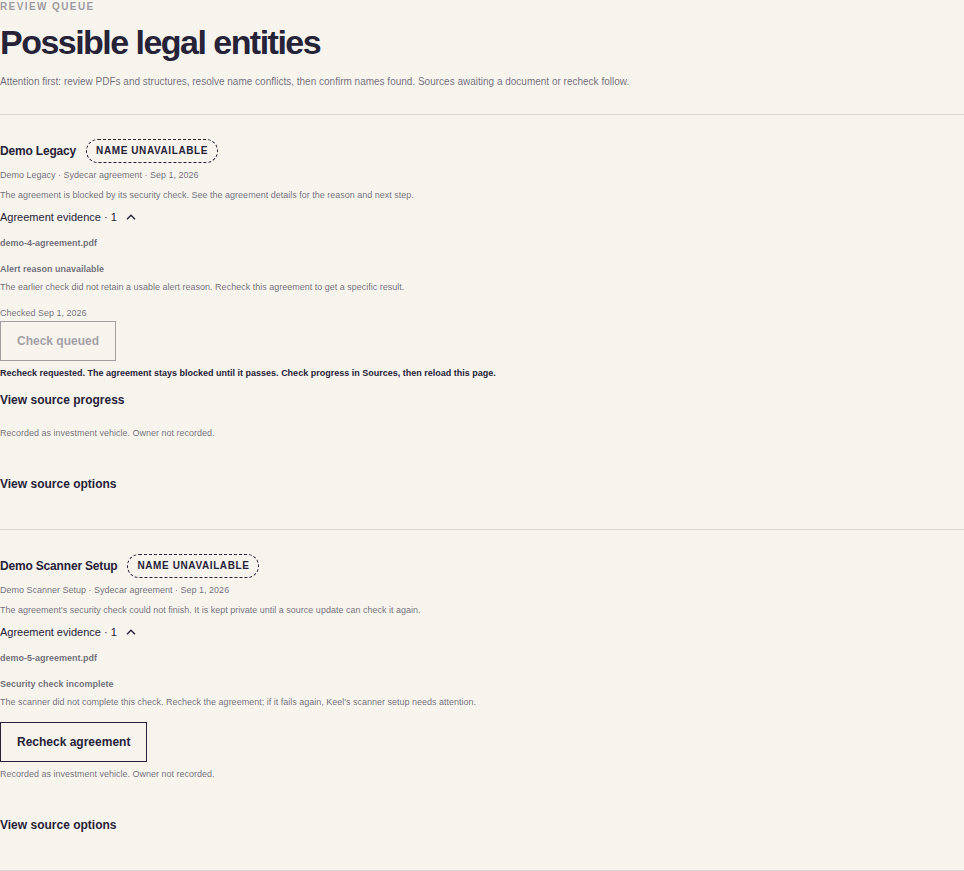 REVIEW QUEUE
Possible legal entities
Attention first: review PDFs and structures, resolve name conflicts, then confirm names found. Sources awaiting a document or recheck follow.
Demo Legacy NAME UNAVAILABLE
Demo Legacy · Sydecar agreement · Sep 1, 2026
The agreement is blocked by its security check. See the agreement details for the reason and next step.
Agreement evidence · 1
demo-4-agreement.pdf
Alert reason unavailable
The earlier check did not retain a usable alert reason. Recheck this agreement to get a specific result.
Checked Sep 1, 2026
Check queued
Recheck requested. The agreement stays blocked until it passes. Check progress in Sources, then reload this page.
View source progress
Recorded as investment vehicle. Owner not recorded.
View source options
Demo Scanner Setup NAME UNAVAILABLE
Demo Scanner Setup · Sydecar agreement · Sep 1, 2026
The agreement's security check could not finish. It is kept private until a source update can check it again.
Agreement evidence · 1
demo-5-agreement.pdf
Security check incomplete
The scanner did not complete this check. Recheck the agreement; if it fails again, Keel's scanner setup needs attention.
Recheck agreement
Recorded as investment vehicle. Owner not recorded.
View source options